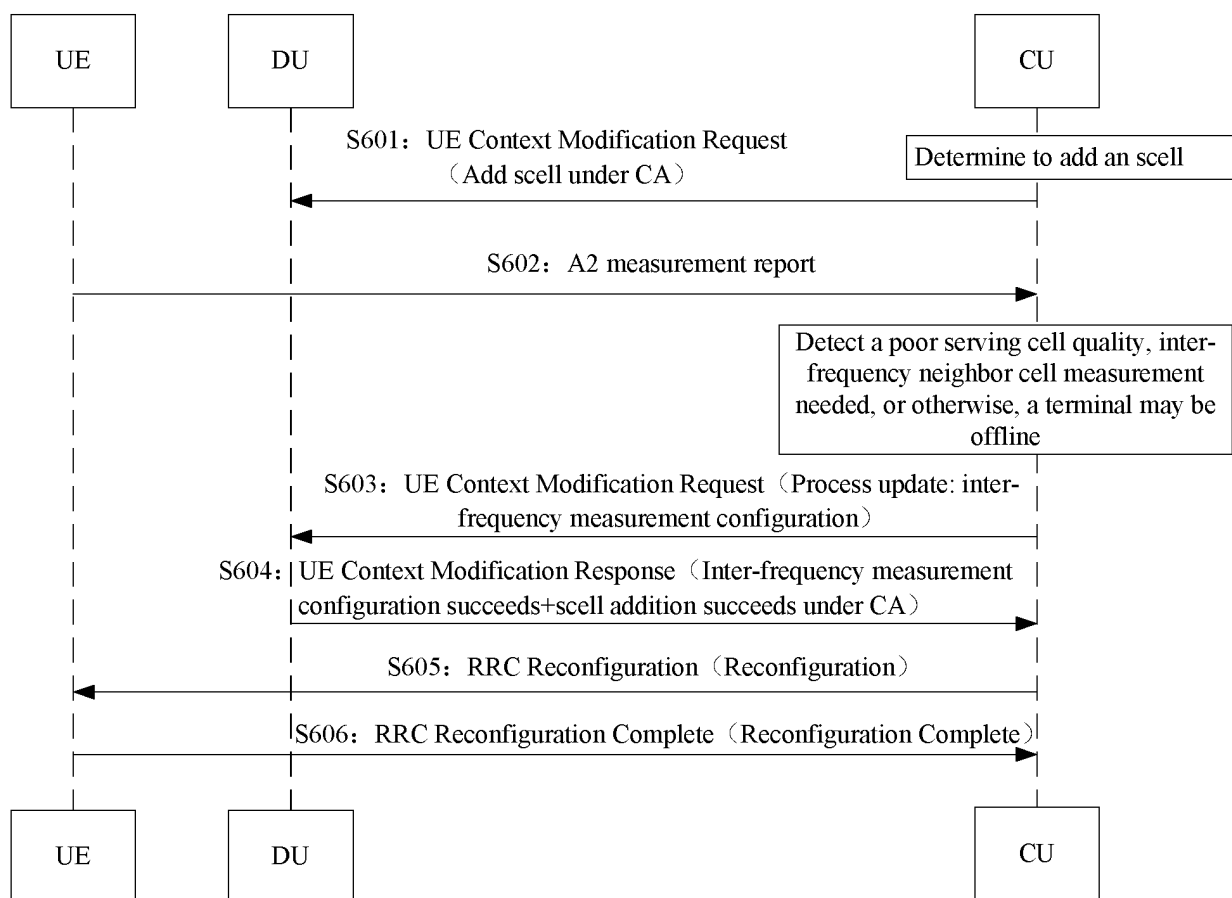 UE
DU
CU
S601：UE Context Modification Request
（Add scell under CA）
Determine to add an scell
S602：A2 measurement report
Detect a poor serving cell quality, inter-
frequency neighbor cell measurement
needed, or otherwise, a terminal may be
offline
S603：UE Context Modification Request（Process update: inter-
frequency measurement configuration）
S604：UE Context Modification Response（Inter-frequency measurement
configuration succeeds+scell addition succeeds under CA）
S605：RRC Reconfiguration（Reconfiguration）
S606：RRC Reconfiguration Complete（Reconfiguration Complete）
UE
DU
CU